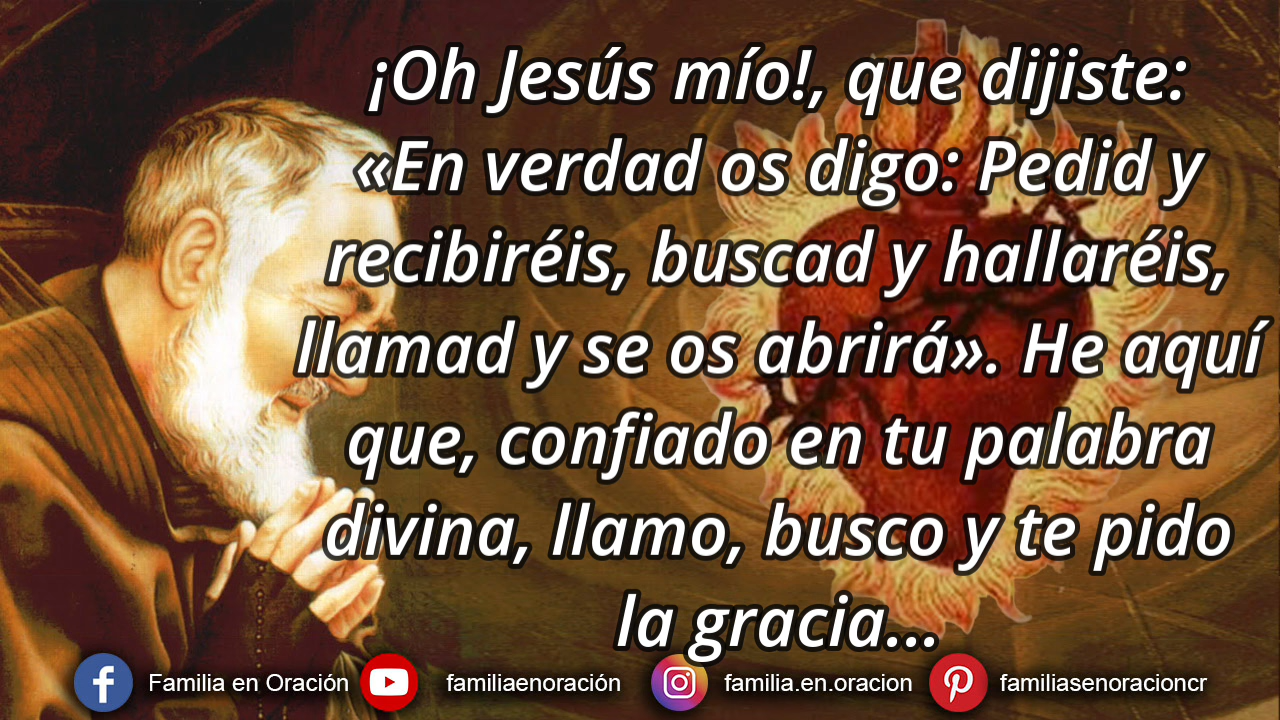 ¡Oh Jesús mío!, que dijiste:
«En verdad os digo: Pedid y
recibiréis, buscad y hallaréis,
llamad y se os abrirá». He aquí
que, confiado en tu palabra
divina, llamo, busco y te pido
la gracia...
Familia en Oración familiaenoración familia.en.oracion familiasenoracioncr